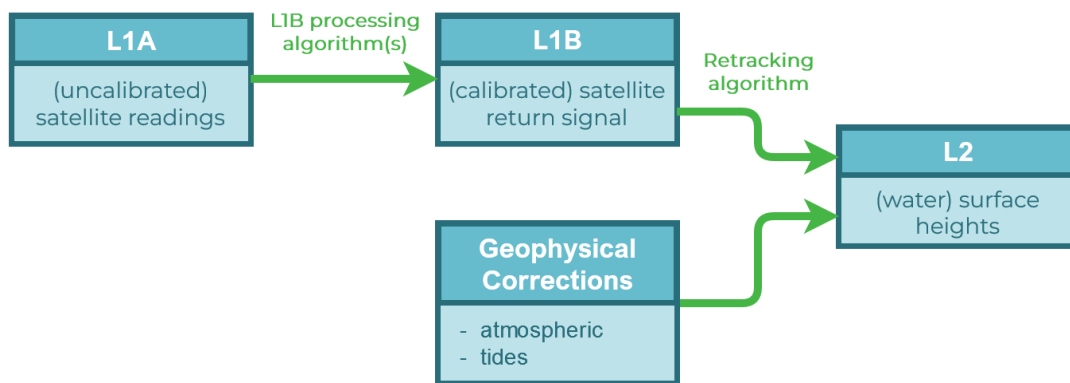 L1A
(uncalibrated)
satellite readings
L1B processing
algorithm(s)
L1B
(calibrated) satellite
return signal
Retracking
algorithm
L2
(water) surface
heights
Geophysical
Corrections
- atmospheric
- tides